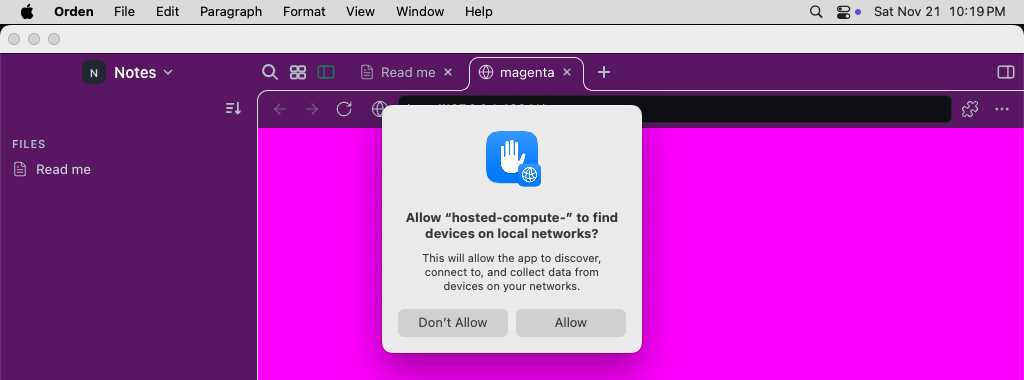 Orden File Edit Paragraph Format View Window Help Sat Nov 21 10:19 PM
N Notes
Read me
magenta
FILES
Read me
Allow “hosted-compute-” to find
devices on local networks?
This will allow the app to discover,
connect to, and collect data from
devices on your networks.
Don’t Allow
Allow